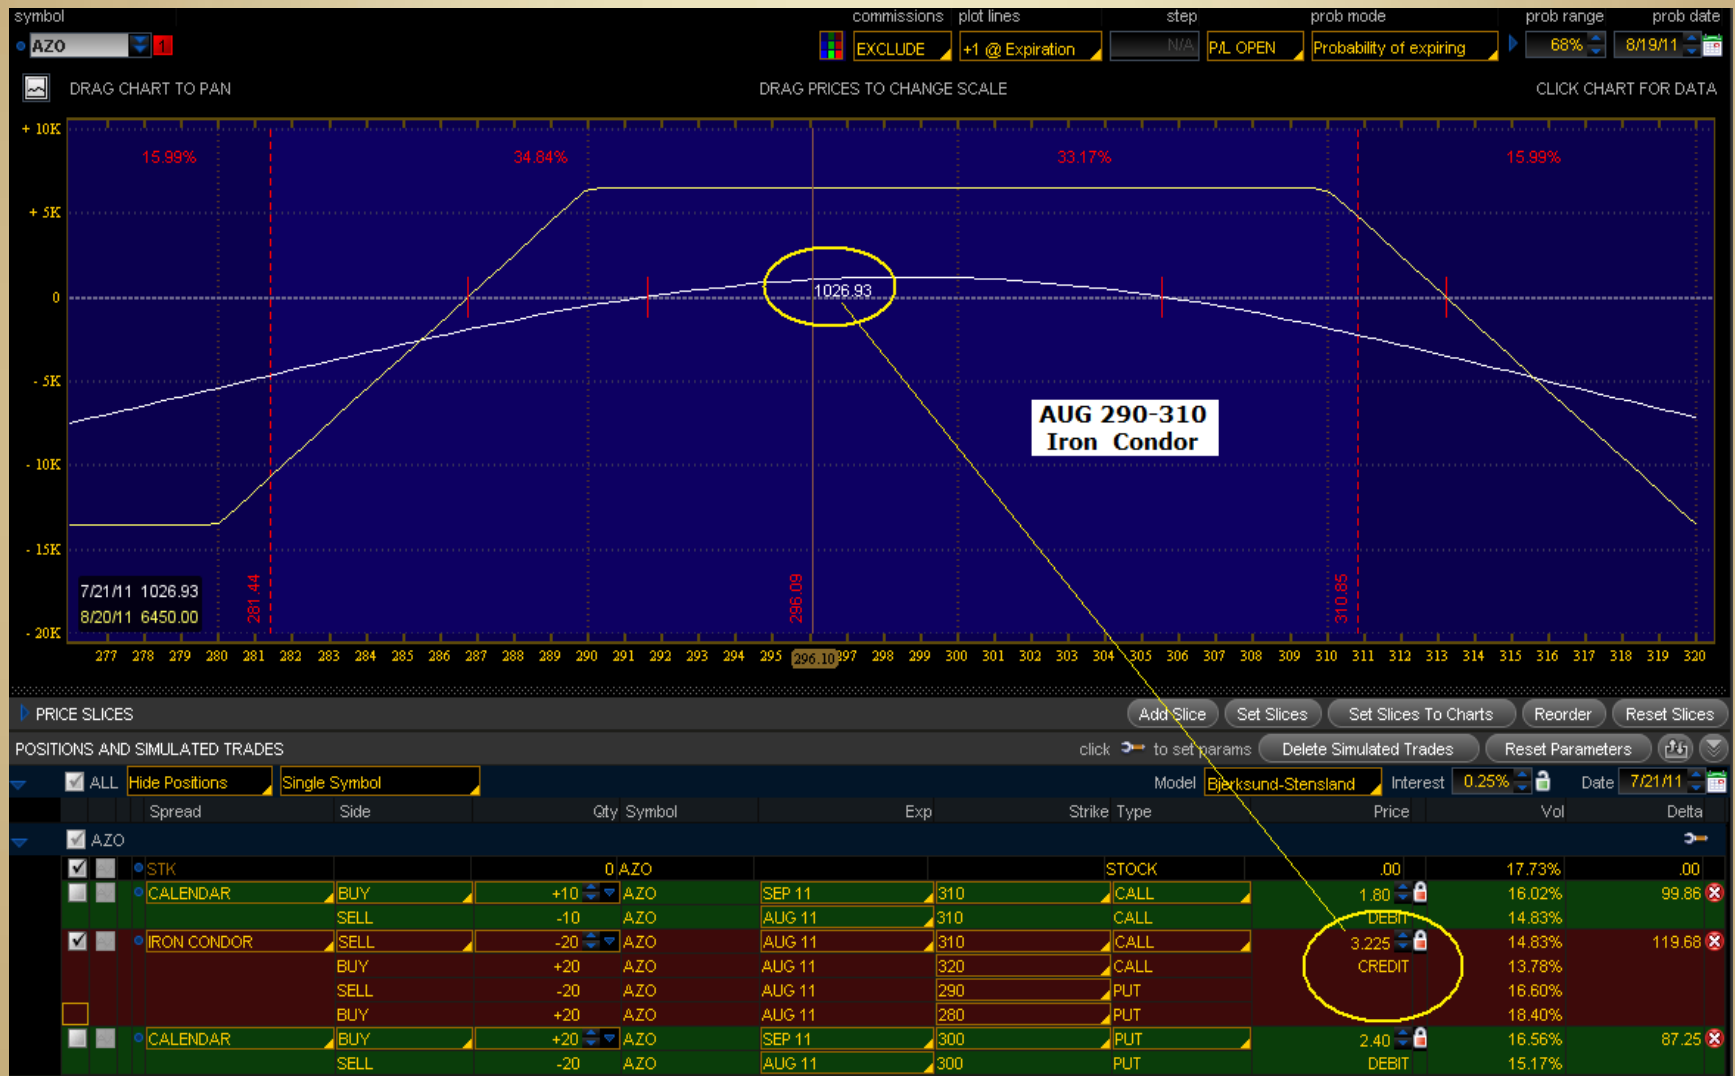 symbol commissions plot lines step prob mode prob range prob date
AZO 1 EXCLUDE +1 @ Expiration N/A P/L OPEN Probability of expiring 68% 8/19/11
DRAG CHART TO PAN DRAG PRICES TO CHANGE SCALE CLICK CHART FOR DATA
+ 10K
15.99% 34.84% 33.17% 15.99%
+ 5K
1026.93
0
- 5K
AUG 290-310
Iron Condor
- 10K
- 15K
281.44 296.09 310.85
7/21/11 1026.93
8/20/11 6450.00
- 20K
277 278 279 280 281 282 283 284 285 286 287 288 289 290 291 292 293 294 295 296.10 297 298 299 300 301 302 303 304 305 306 307 308 309 310 311 312 313 314 315 316 317 318 319 320
PRICE SLICES Add Slice Set Slices Set Slices To Charts Reorder Reset Slices
POSITIONS AND SIMULATED TRADES click to set params Delete Simulated Trades Reset Parameters
ALL Hide Positions Single Symbol Model Bjerksund-Stensland Interest 0.25% Date 7/21/11
Spread Side Qty Symbol Exp Strike Type Price Vol Delta
AZO
STK 0 AZO STOCK .00 17.73% .00
CALENDAR BUY +10 AZO SEP 11 310 CALL 1.80 16.02% 99.86
SELL -10 AZO AUG 11 310 CALL DEBIT 14.83%
IRON CONDOR SELL -20 AZO AUG 11 310 CALL 3.225 14.83% 119.68
BUY +20 AZO AUG 11 320 CALL CREDIT 13.78%
SELL -20 AZO AUG 11 290 PUT 16.60%
BUY +20 AZO AUG 11 280 PUT 18.40%
CALENDAR BUY +20 AZO SEP 11 300 PUT 2.40 16.56% 87.25
SELL -20 AZO AUG 11 300 PUT DEBIT 15.17%